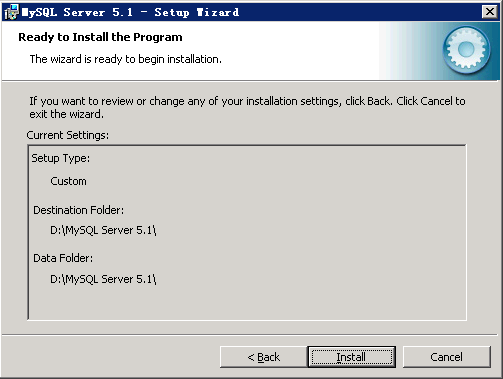 MySQL Server 5.1 - Setup Wizard
Ready to Install the Program
The wizard is ready to begin installation.
If you want to review or change any of your installation settings, click Back. Click Cancel to
exit the wizard.
Current Settings:
Setup Type:
Custom
Destination Folder:
D:\MySQL Server 5.1\
Data Folder:
D:\MySQL Server 5.1\
< Back
Install
Cancel